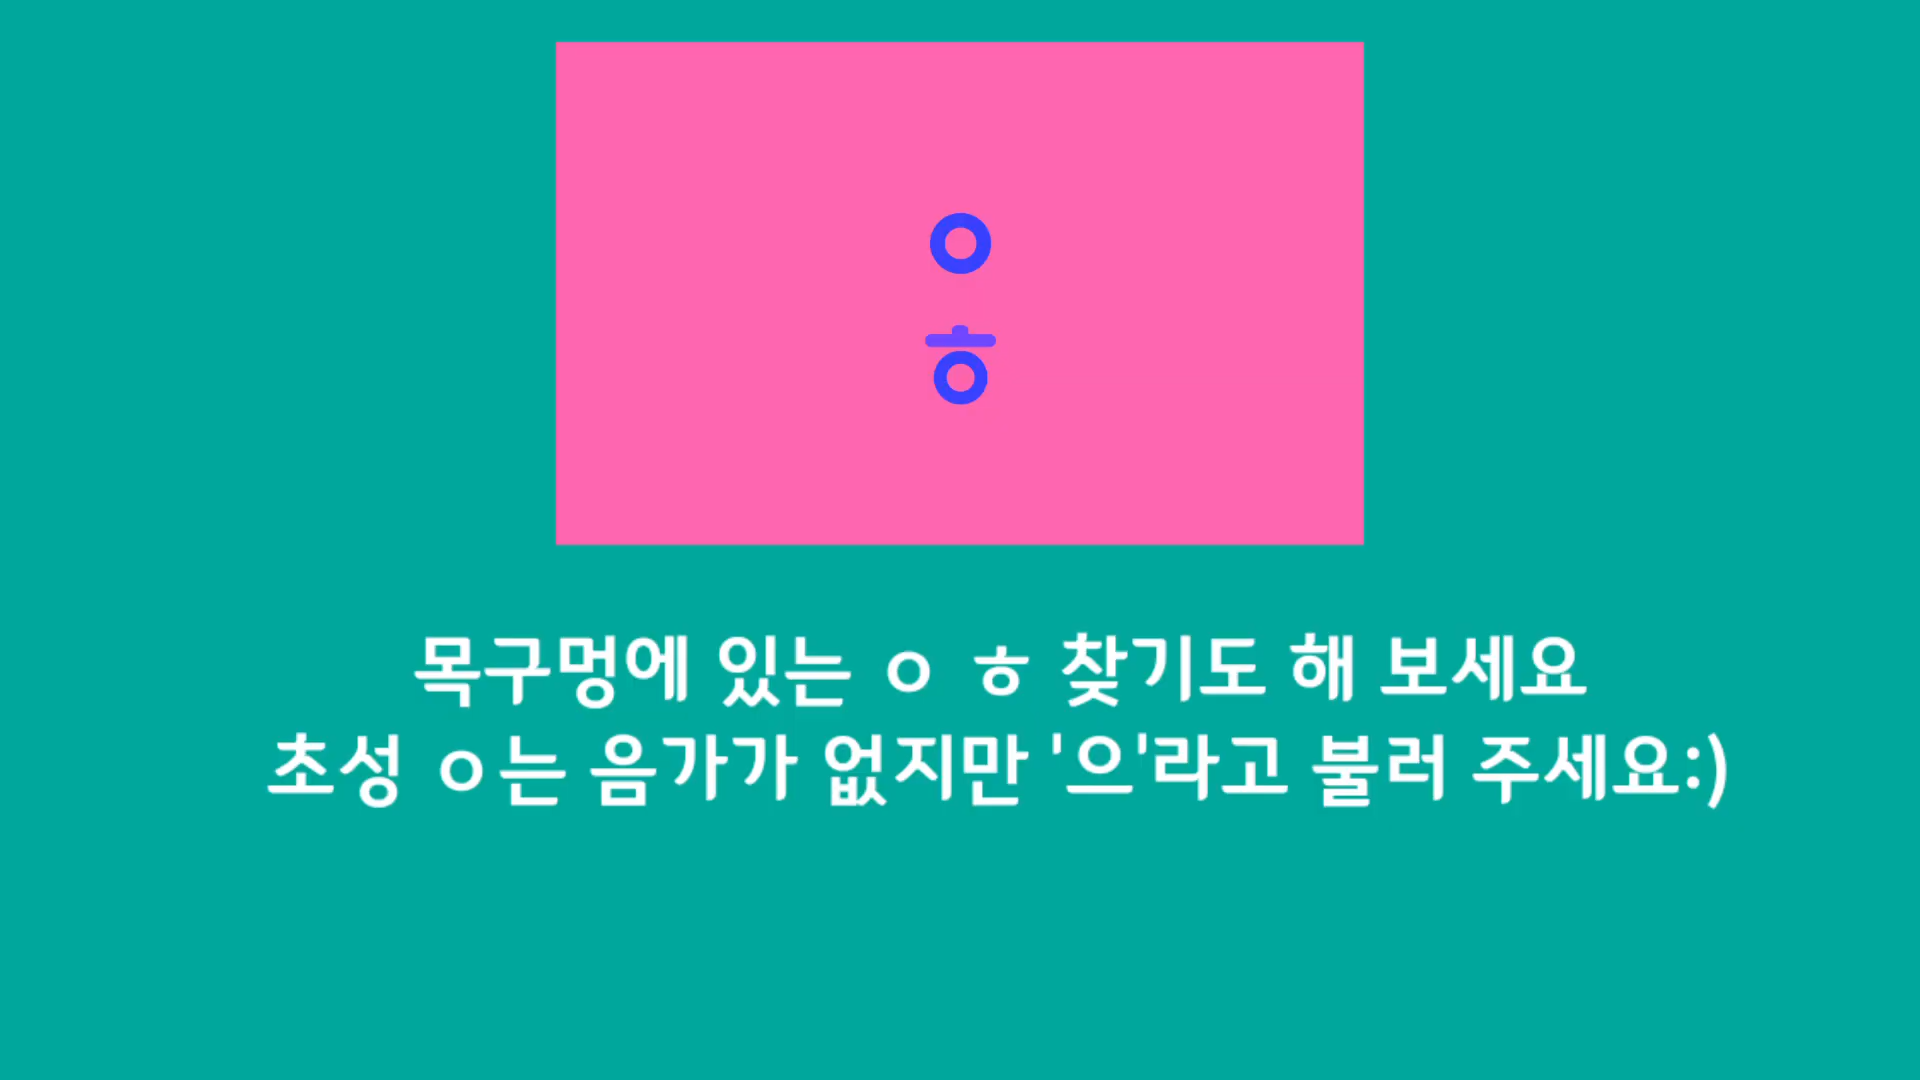 ㅇ
ㅎ
목구멍에 있는 ㅇ ㅎ 찾기도 해 보세요
초성 ㅇ는 음가가 없지만 '으'라고 불러 주세요:)